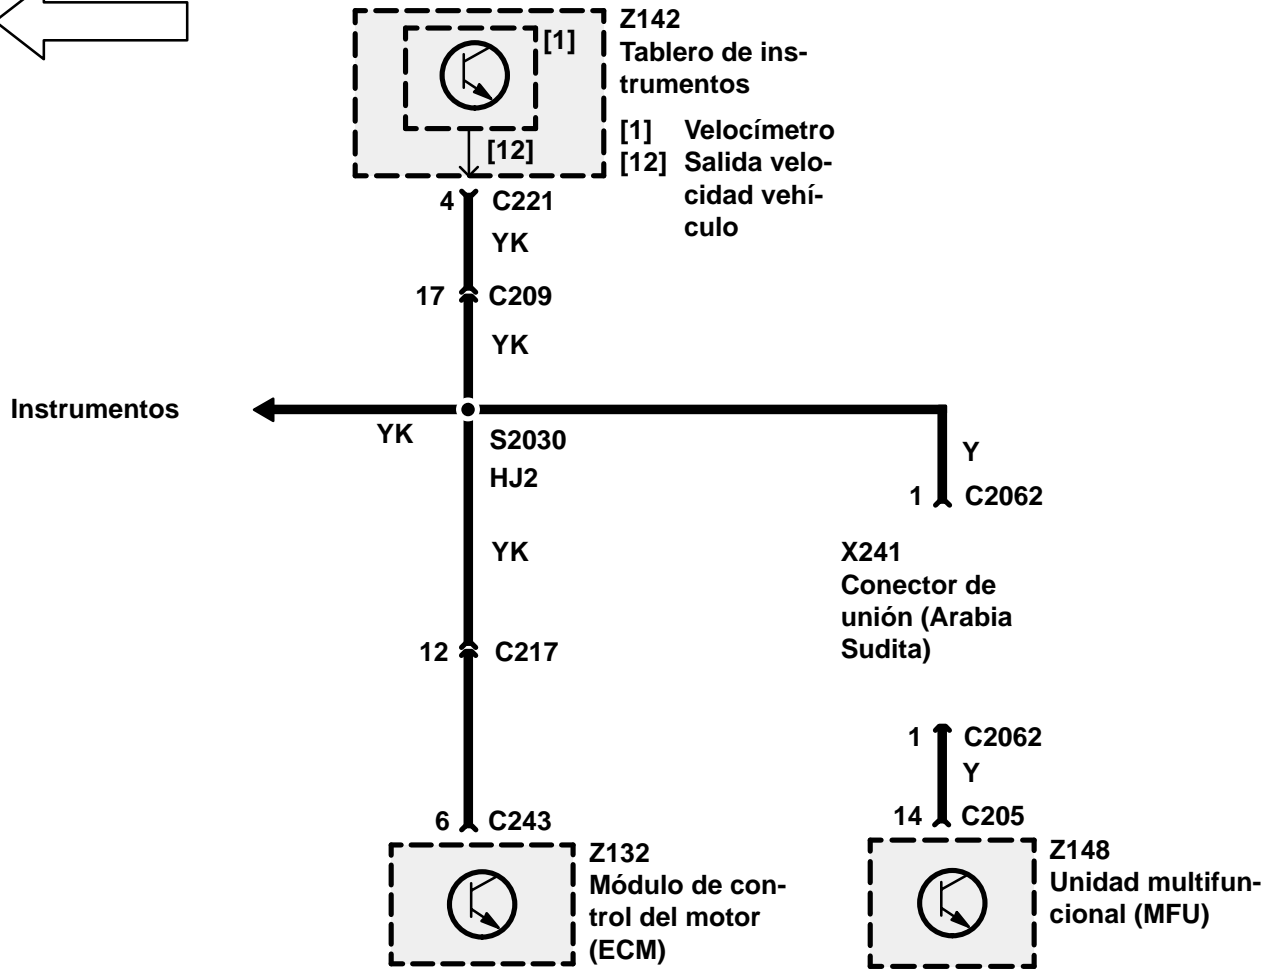 Z142
Tablero de ins-
trumentos
[1]
[1] Velocímetro
[12] Salida velo-
cidad vehí-
culo
[12]
4 C221
YK
17 C209
YK
Instrumentos
YK
S2030
HJ2
Y
1 C2062
YK
X241
Conector de
unión (Arabia
Sudita)
12 C217
1 C2062
Y
6 C243
14 C205
Z132
Módulo de con-
trol del motor
(ECM)
Z148
Unidad multifun-
cional (MFU)